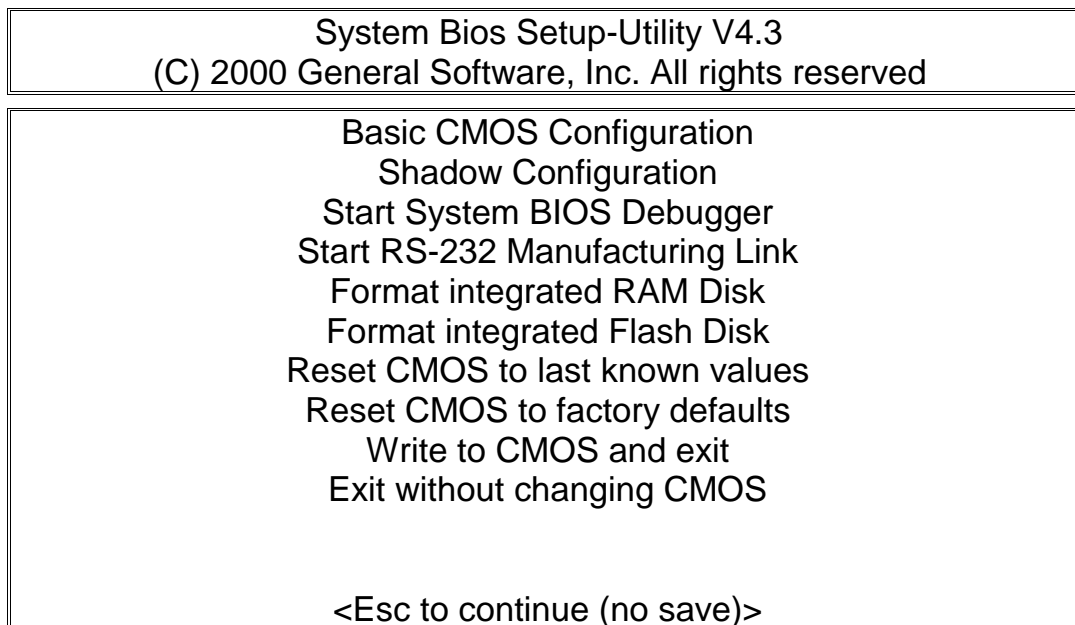 System Bios Setup-Utility V4.3
(C) 2000 General Software, Inc. All rights reserved
Basic CMOS Configuration
Shadow Configuration
Start System BIOS Debugger
Start RS-232 Manufacturing Link
Format integrated RAM Disk
Format integrated Flash Disk
Reset CMOS to last known values
Reset CMOS to factory defaults
Write to CMOS and exit
Exit without changing CMOS
<Esc to continue (no save)>